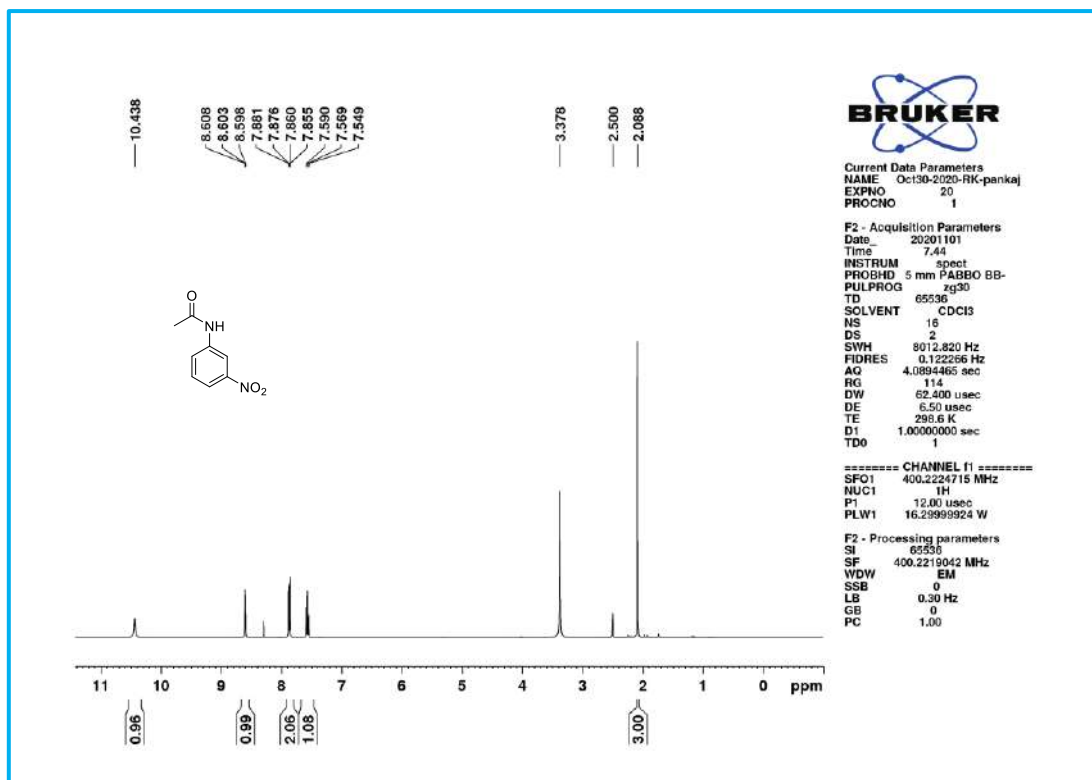 10.438
8.608
8.603
8.598
7.881
7.876
7.860
7.855
7.590
7.569
7.549
3.378
2.500
2.088
O
NH
NO2
11 10 9 8 7 6 5 4 3 2 1 0 ppm
0.96
0.99
2.06
1.08
3.00
BRUKER
Current Data Parameters
NAME Oct30-2020-RK-pankaj
EXPNO 20
PROCNO 1
F2 - Acquisition Parameters
Date_ 20201101
Time 7.44
INSTRUM spect
PROBHD 5 mm PABBO BB-
PULPROG zg30
TD 65536
SOLVENT CDCl3
NS 16
DS 2
SWH 8012.820 Hz
FIDRES 0.122266 Hz
AQ 4.0894465 sec
RG 114
DW 62.400 usec
DE 6.50 usec
TE 298.6 K
D1 1.00000000 sec
TD0 1
======== CHANNEL f1 ========
SFO1 400.2224715 MHz
NUC1 1H
P1 12.00 usec
PLW1 16.29999924 W
F2 - Processing parameters
SI 65536
SF 400.2219042 MHz
WDW EM
SSB 0
LB 0.30 Hz
GB 0
PC 1.00